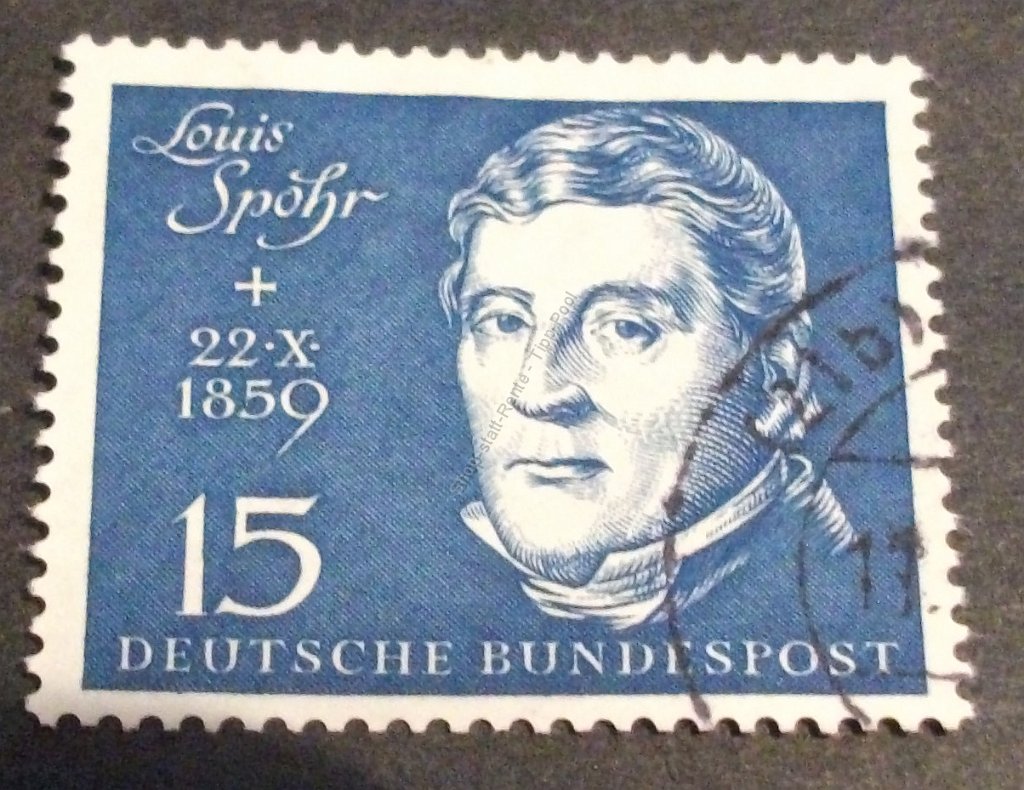 Louis
Spohr
+
22·X·
1859
15
DEUTSCHE BUNDESPOST